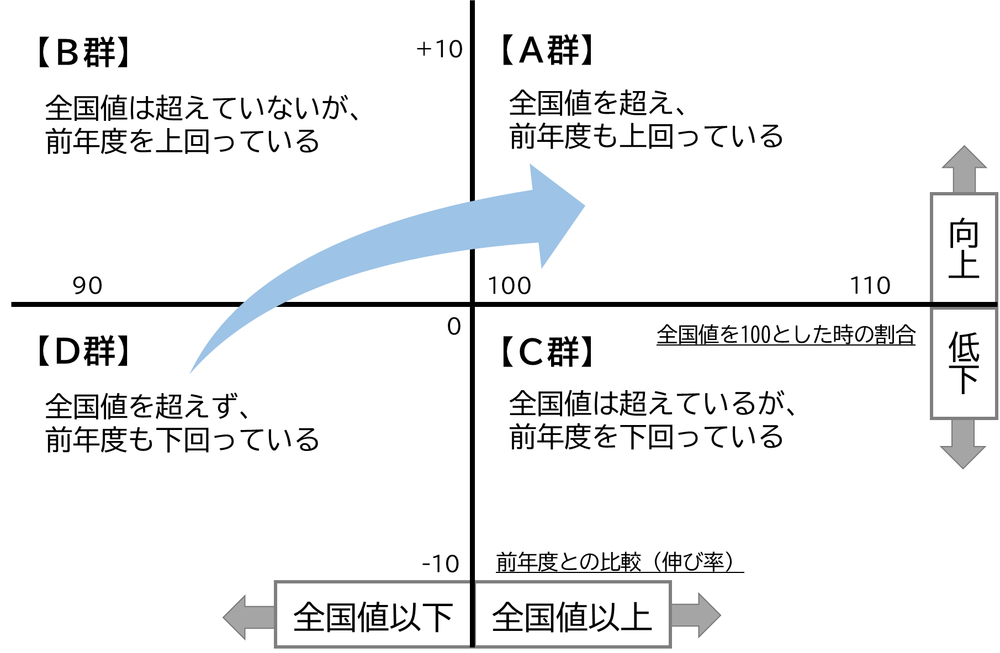 【B群】
全国値は超えていないが、
前年度を上回っている
+10
【A群】
全国値を超え、
前年度も上回っている
向上
90
100
110
0
【D群】
全国値を超えず、
前年度も下回っている
全国値を100とした時の割合
【C群】
全国値は超えているが、
前年度を下回っている
低下
-10
前年度との比較（伸び率）
全国値以下
全国値以上